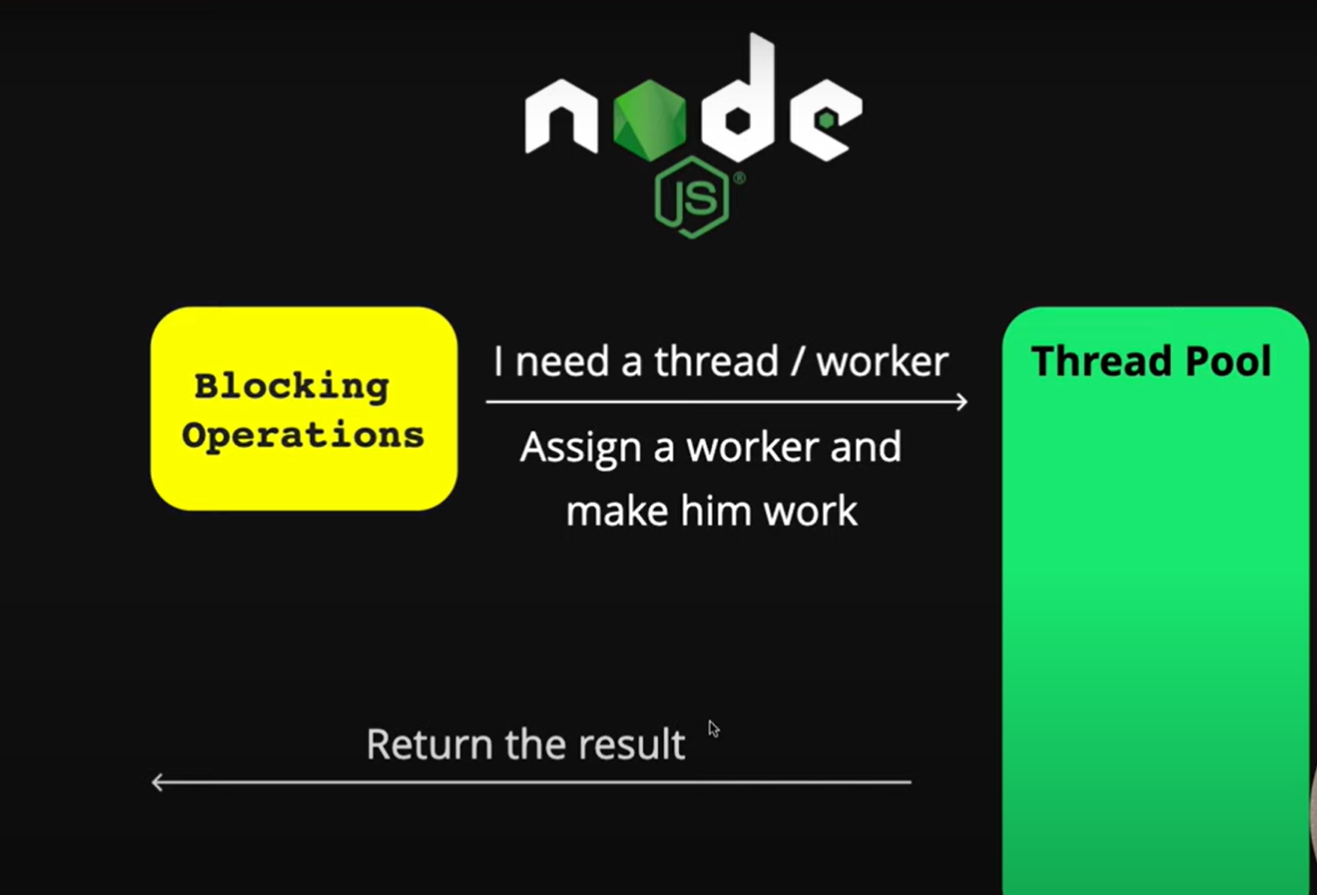 node
JS®
Blocking
Operations
I need a thread / worker
Assign a worker and
make him work
Thread Pool
Return the result